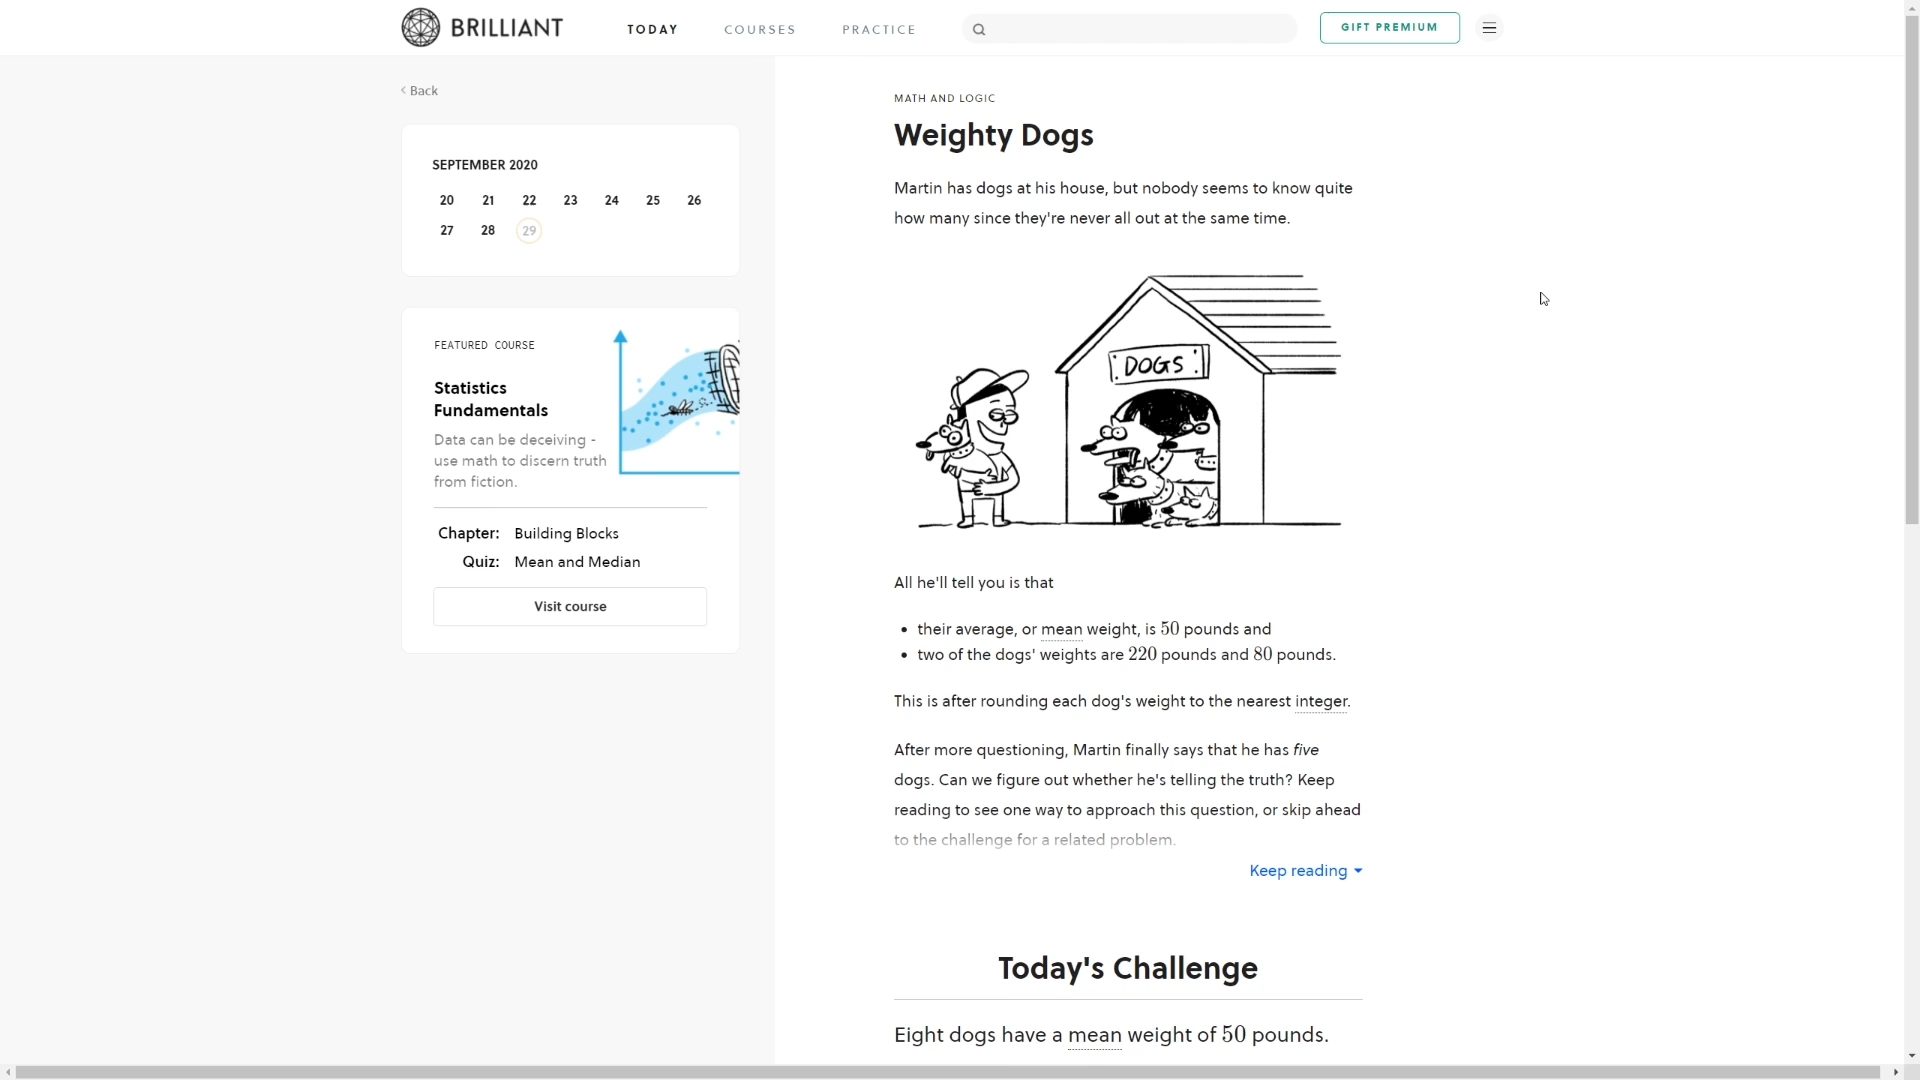 BRILLIANT
TODAY
COURSES
PRACTICE
GIFT PREMIUM
Back
SEPTEMBER 2020
20 21 22 23 24 25 26
27 28 29
FEATURED COURSE
Statistics
Fundamentals
Data can be deceiving -
use math to discern truth
from fiction.
Chapter: Building Blocks
Quiz: Mean and Median
Visit course
MATH AND LOGIC
Weighty Dogs
Martin has dogs at his house, but nobody seems to know quite
how many since they're never all out at the same time.
DOGS
All he'll tell you is that
• their average, or mean weight, is 50 pounds and
• two of the dogs' weights are 220 pounds and 80 pounds.
This is after rounding each dog's weight to the nearest integer.
After more questioning, Martin finally says that he has five
dogs. Can we figure out whether he's telling the truth? Keep
reading to see one way to approach this question, or skip ahead
to the challenge for a related problem.
Keep reading
Today's Challenge
Eight dogs have a mean weight of 50 pounds.